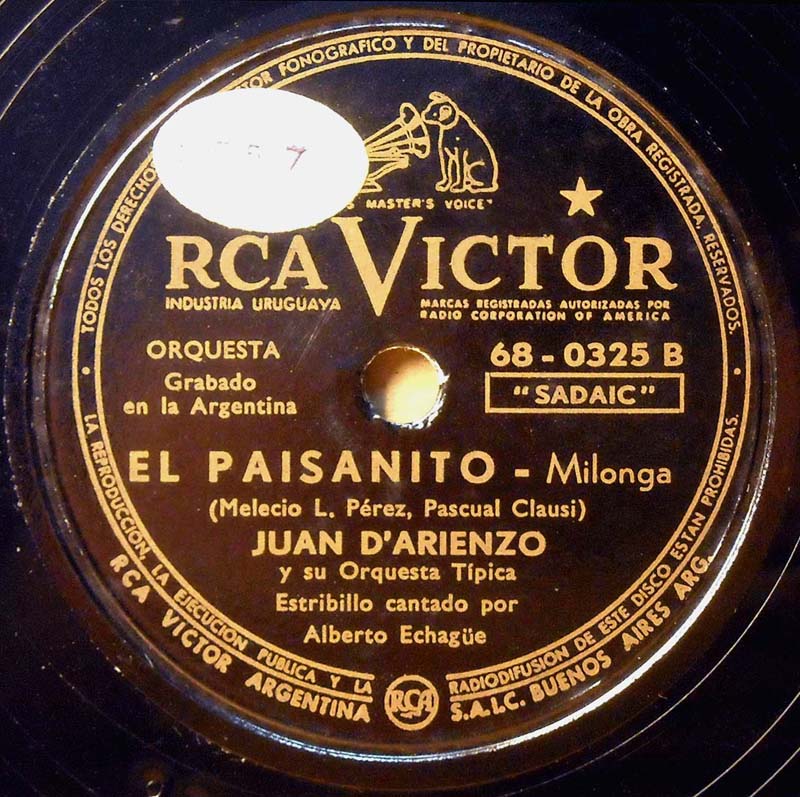 TODOS LOS DERECHO
TOR FONOGRAFICO Y DEL PROPIETARIO DE LA OBRA REGISTRADA, RESERVADOS.
7
MASTER'S VOICE"
RCA VICTOR
INDUSTRIA URUGUAYA
MARCAS REGISTRADAS AUTORIZADAS POR
RADIO CORPORATION OF AMERICA
ORQUESTA
68 - 0325 B
Grabado
en la Argentina
"SADAIC"
EL PAISANITO - Milonga
(Melecio L. Pérez, Pascual Clausi)
JUAN D'ARIENZO
y su Orquesta Típica
Estribillo cantado por
Alberto Echagüe
LA REPRODUCCION, LA EJECUCION PUBLICA Y LA RADIODIFUSION DE ESTE DISCO ESTAN PROHIBIDAS.
RCA VICTOR ARGENTINA S.A.I.C. BUENOS AIRES ARG.
RCA